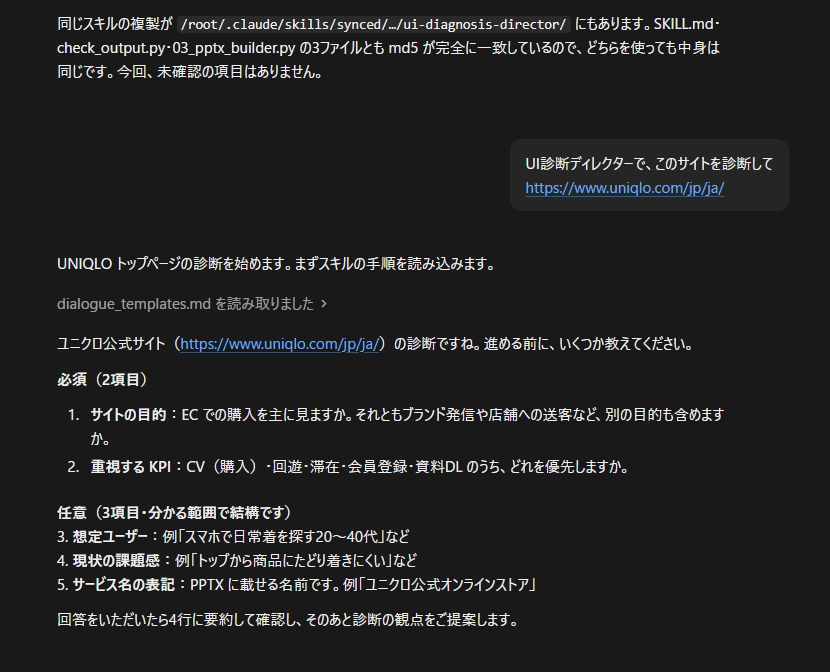 同じスキルの複製が /root/.claude/skills/synced/…/ui-diagnosis-director/ にもあります。SKILL.md・
check_output.py・03_pptx_builder.py の3ファイルとも md5 が完全に一致しているので、どちらを使っても中身は
同じです。今回、未確認の項目はありません。
UI診断ディレクターで、このサイトを診断して
https://www.uniqlo.com/jp/ja/
UNIQLO トップページの診断を始めます。まずスキルの手順を読み込みます。
dialogue_templates.md を読み取りました >
ユニクロ公式サイト（https://www.uniqlo.com/jp/ja/）の診断ですね。進める前に、いくつか教えてください。
必須（2項目）
1. サイトの目的：EC での購入を主に見ますか。それともブランド発信や店舗への送客など、別の目的も含めます
か。
2. 重視する KPI：CV（購入）・回遊・滞在・会員登録・資料DL のうち、どれを優先しますか。
任意（3項目・分かる範囲で結構です）
3. 想定ユーザー：例「スマホで日常着を探す20〜40代」など
4. 現状の課題感：例「トップから商品にたどり着きにくい」など
5. サービス名の表記：PPTX に載せる名前です。例「ユニクロ公式オンラインストア」
回答をいただいたら4行に要約して確認し、そのあと診断の観点をご提案します。